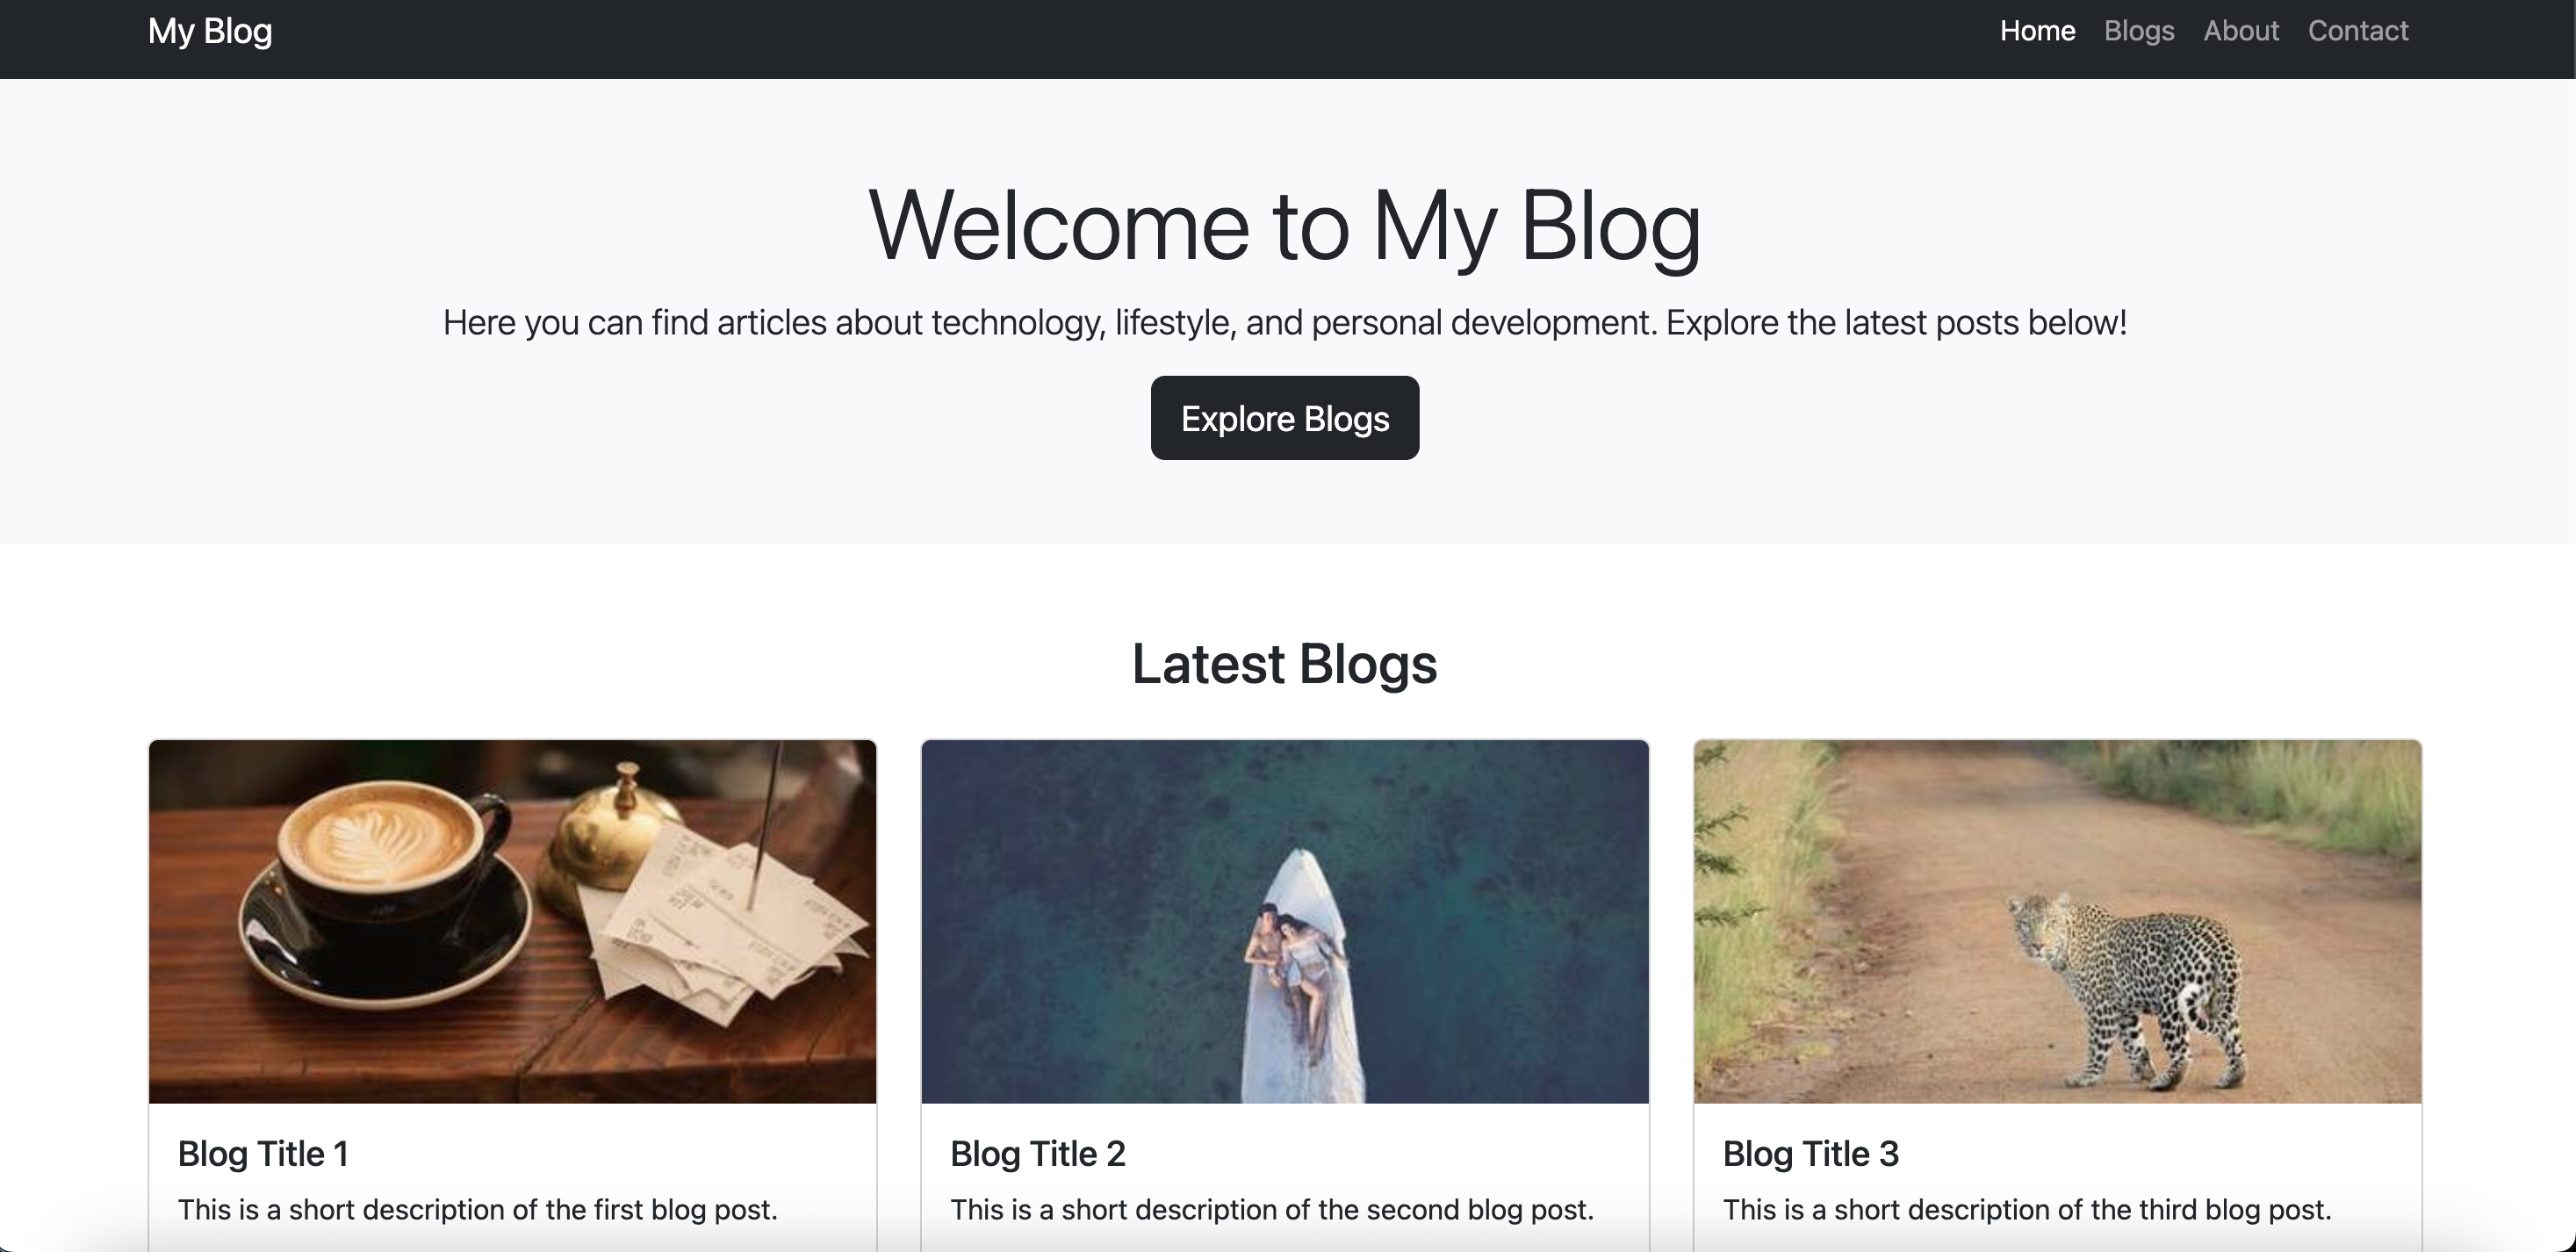 My Blog
Home Blogs About Contact
Welcome to My Blog
Here you can find articles about technology, lifestyle, and personal development. Explore the latest posts below!
Explore Blogs
Latest Blogs
Blog Title 1
This is a short description of the first blog post.
Blog Title 2
This is a short description of the second blog post.
Blog Title 3
This is a short description of the third blog post.